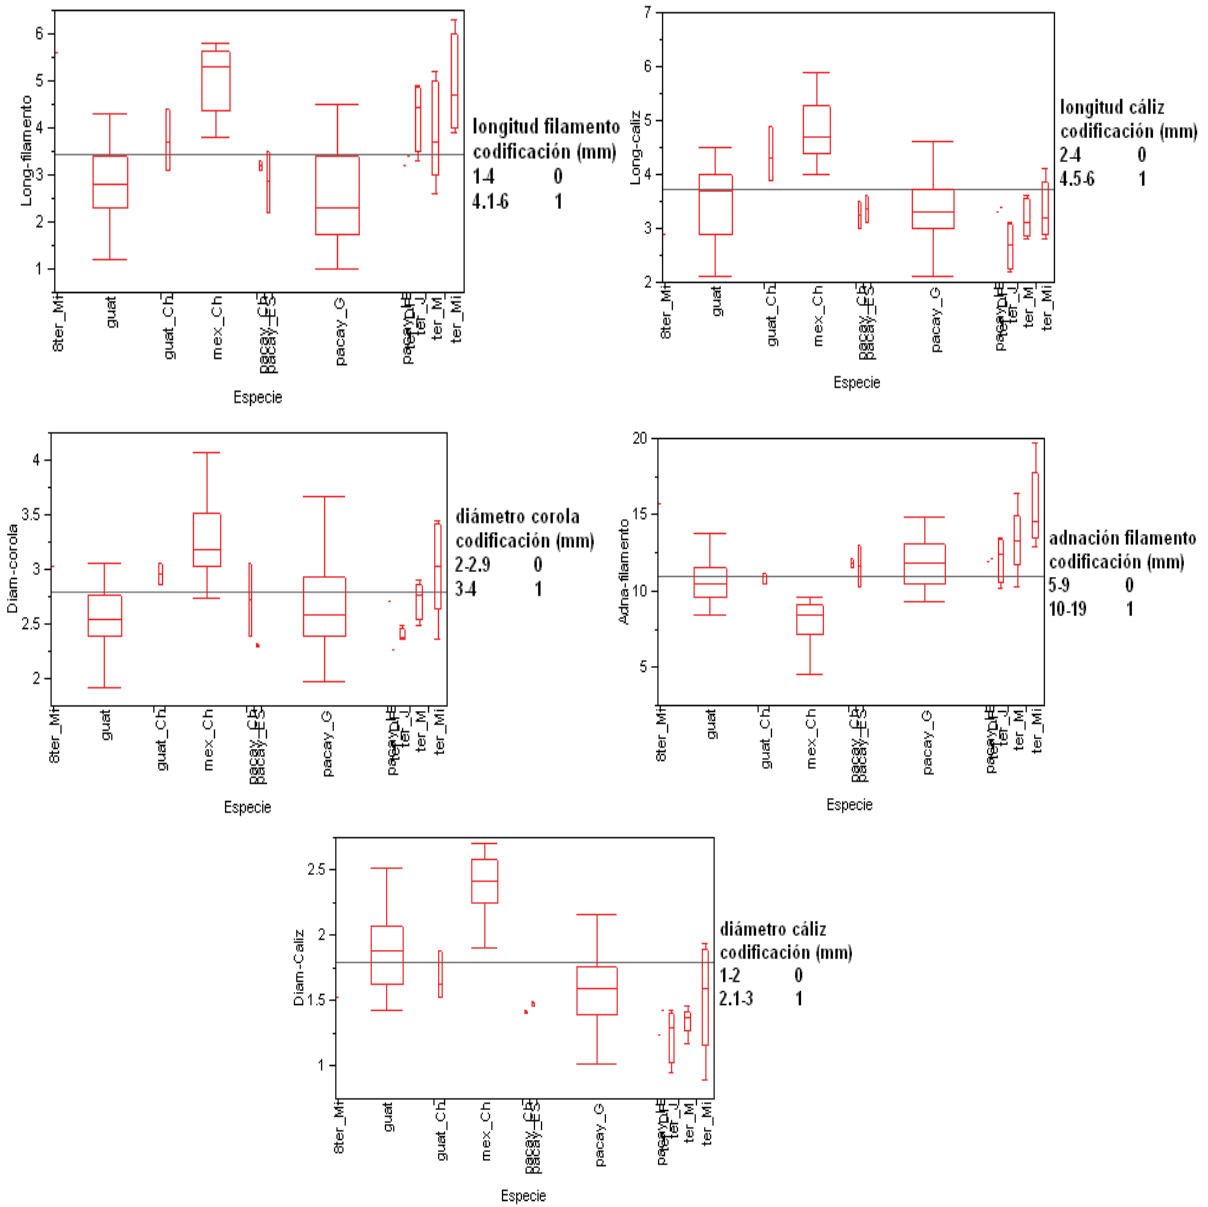 6
5
4
3
2
1
Long-filamento
8ter_Mi
guat
guat_Ch
mex_Ch
pacay_Ch
pacay_ES
pacay_G
pacay_H
ter_J
ter_M
ter_Mi
Especie
longitud filamento
codificación (mm)
1-4 0
4.1-6 1
7
6
5
4
3
2
Long-caliz
8ter_Mi
guat
guat_Ch
mex_Ch
pacay_Ch
pacay_ES
pacay_G
pacay_H
ter_J
ter_M
ter_Mi
Especie
longitud cáliz
codificación (mm)
2-4 0
4.5-6 1
4
3.5
3
2.5
2
Diam-corola
8ter_Mi
guat
guat_Ch
mex_Ch
pacay_Ch
pacay_ES
pacay_G
pacay_H
ter_J
ter_M
ter_Mi
Especie
diámetro corola
codificación (mm)
2-2.9 0
3-4 1
20
15
10
5
Adna-filamento
8ter_Mi
guat
guat_Ch
mex_Ch
pacay_Ch
pacay_ES
pacay_G
pacay_H
ter_J
ter_M
ter_Mi
Especie
adnación filamento
codificación (mm)
5-9 0
10-19 1
2.5
2
1.5
1
Diam-Caliz
8ter_Mi
guat
guat_Ch
mex_Ch
pacay_Ch
pacay_ES
pacay_G
pacay_H
ter_J
ter_M
ter_Mi
Especie
diámetro cáliz
codificación (mm)
1-2 0
2.1-3 1